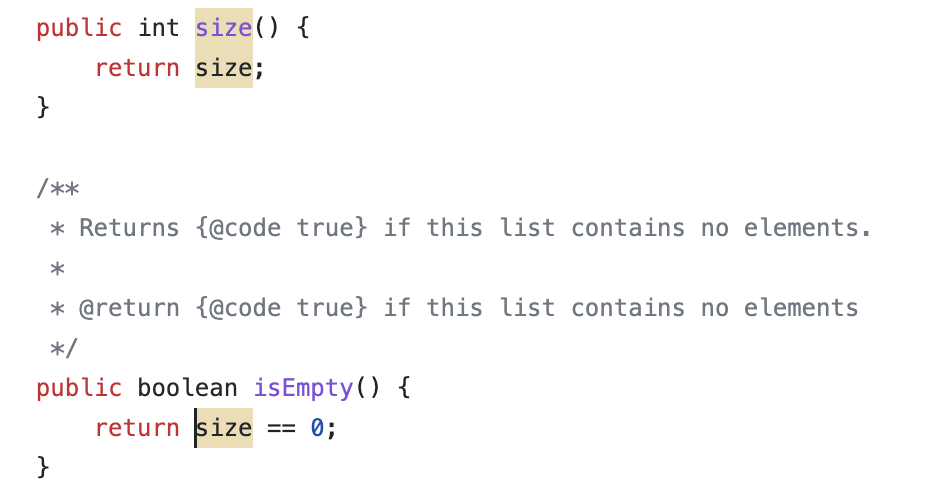 public int size() {
    return size;
}

/**
 * Returns {@code true} if this list contains no elements.
 *
 * @return {@code true} if this list contains no elements
 */
public boolean isEmpty() {
    return size == 0;
}